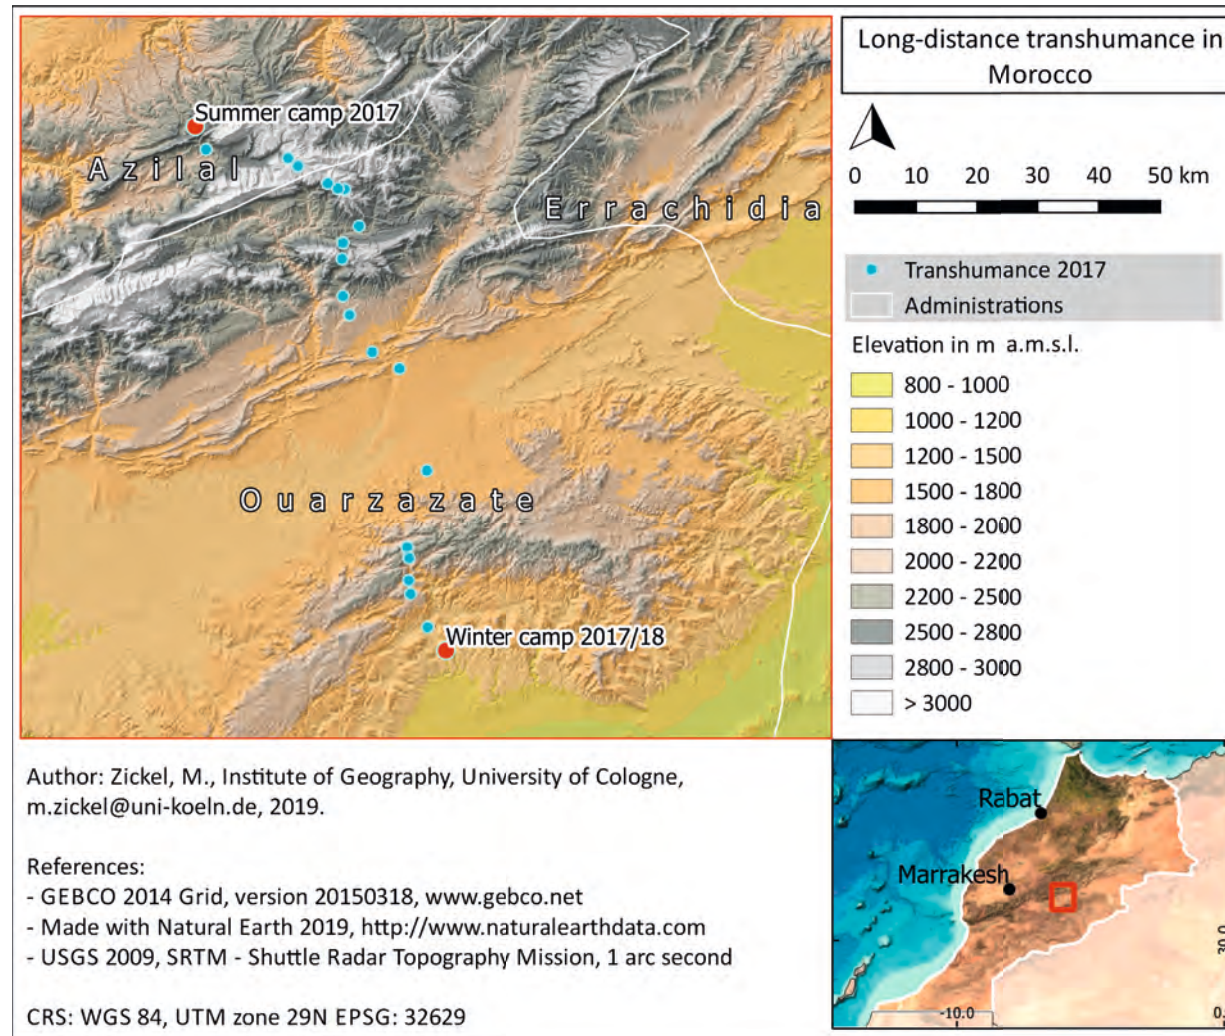 Long-distance transhumance in
Morocco
0 10 20 30 40 50 km
Transhumance 2017
Administrations
Elevation in m a.m.s.l.
800 - 1000
1000 - 1200
1200 - 1500
1500 - 1800
1800 - 2000
2000 - 2200
2200 - 2500
2500 - 2800
2800 - 3000
> 3000
Summer camp 2017
Azilal
Errachidia
Ouarzazate
Winter camp 2017/18
Author: Zickel, M., Institute of Geography, University of Cologne,
m.zickel@uni-koeln.de, 2019.
References:
- GEBCO 2014 Grid, version 20150318, www.gebco.net
- Made with Natural Earth 2019, http://www.naturalearthdata.com
- USGS 2009, SRTM - Shuttle Radar Topography Mission, 1 arc second
CRS: WGS 84, UTM zone 29N EPSG: 32629
Rabat
Marrakesh
30.0
-10.0